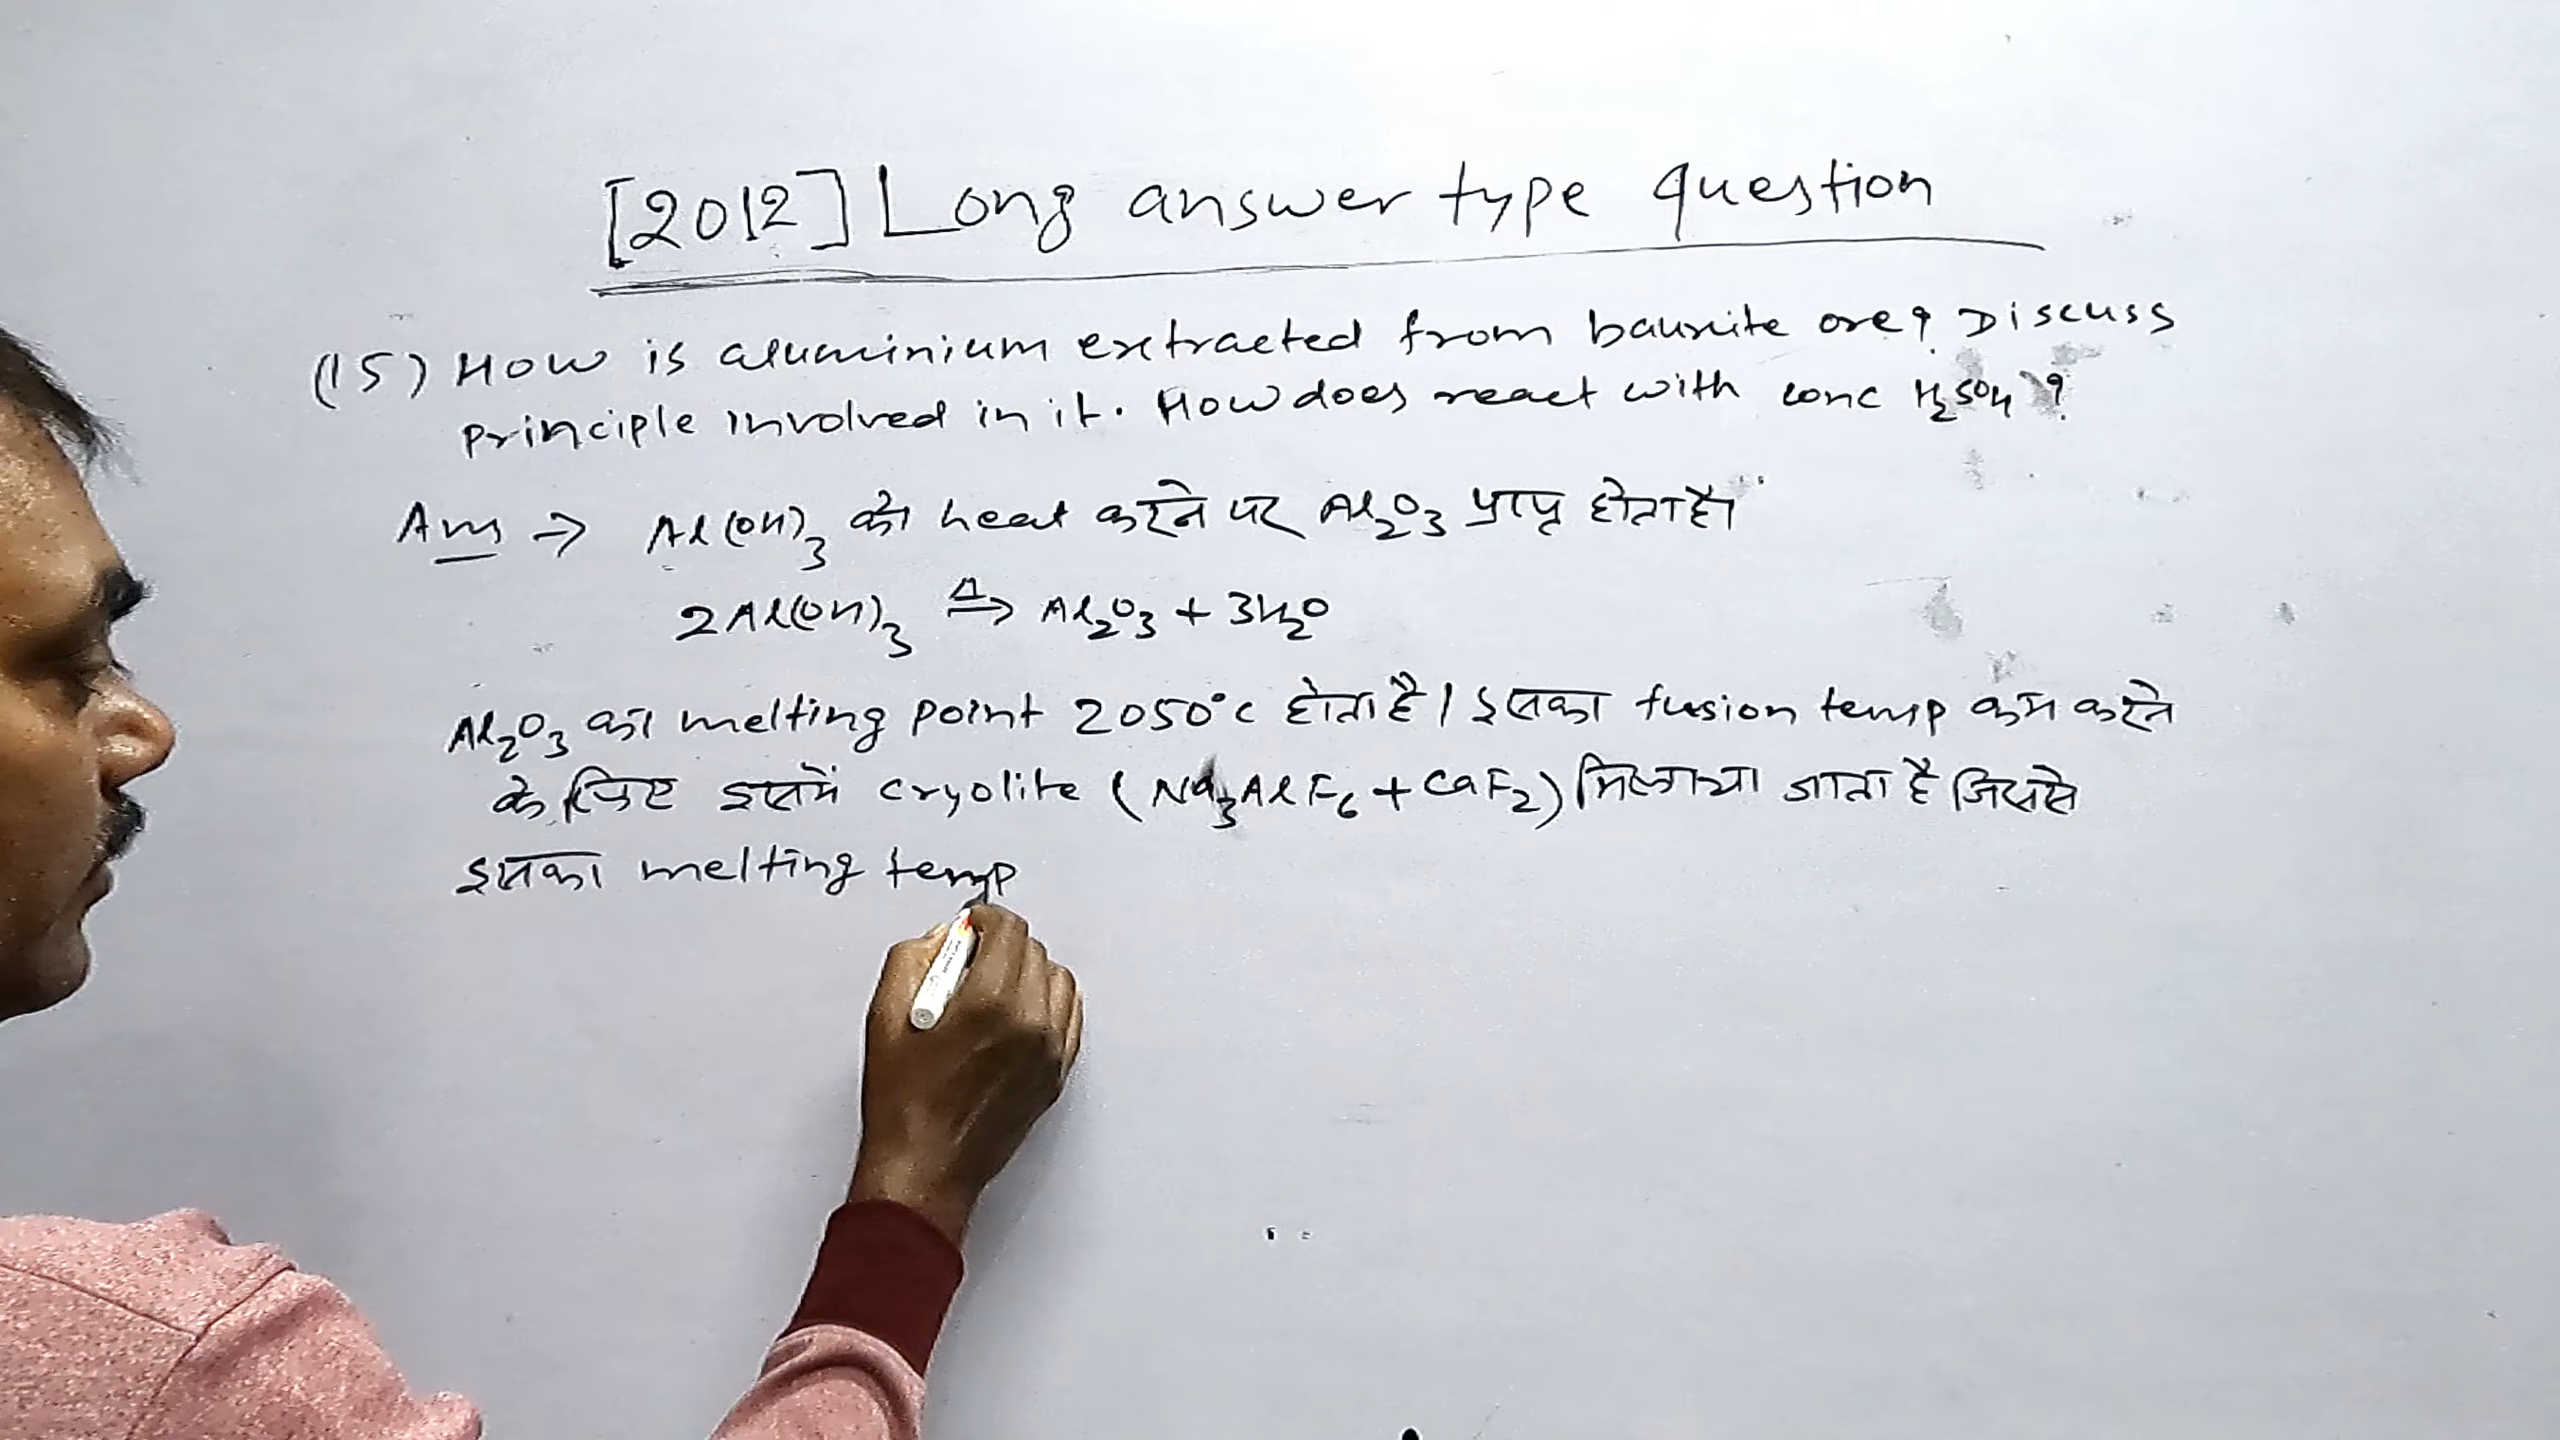 [2012] Long answer type question
(15) How is aluminium extracted from bauxite ore? Discuss
principle involved in it. How does react with conc H₂SO₄ ?
Ans ⇒ Al(OH)₃ को heat करने पर Al₂O₃ प्राप्त होता है।
2Al(OH)₃ ⇒(Δ) Al₂O₃ + 3H₂O
Al₂O₃ का melting point 2050°C होता है। इसका fusion temp कम करने
के लिए इसमें cryolite (Na₃AlF₆ + CaF₂) मिलाया जाता है जिससे
इसका melting temp